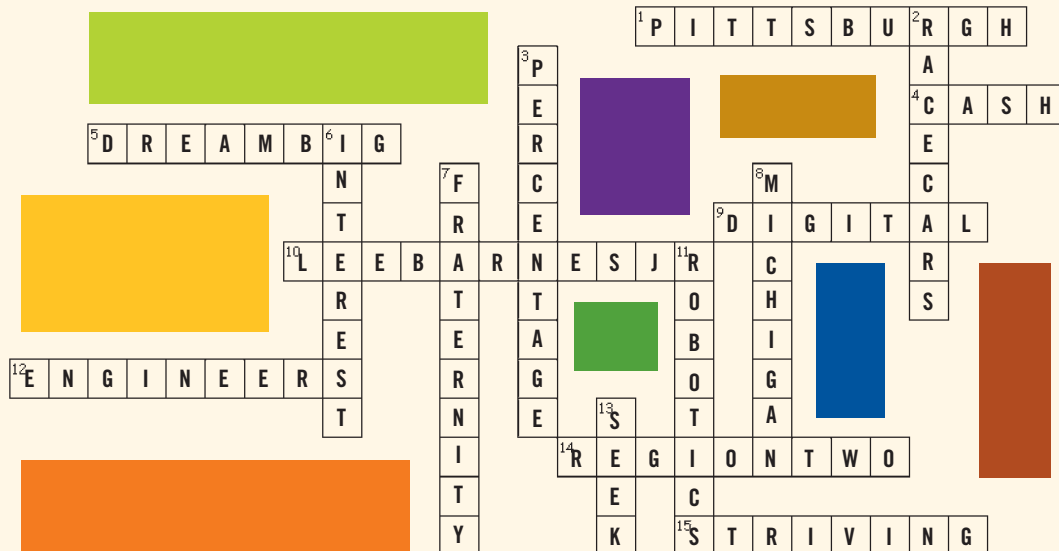 1 PITTSBURGH
2 RACECARS
3 PERCENTAGE
4 CASH
5 DREAMBIG
6 INTEREST
7 FRATERNITY
8 MICHIGAN
9 DIGITAL
10 LEEBARNESJR
11 ROBOTICS
12 ENGINEERS
13 SEEK
14 REGIONTWO
15 STRIVING